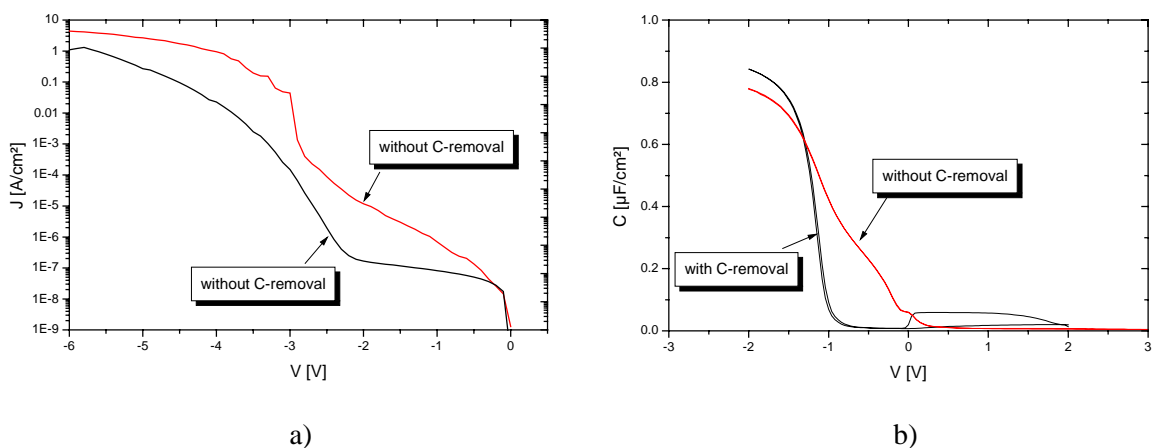 10
1
0.1
0.01
1E-3
1E-4
1E-5
1E-6
1E-7
1E-8
1E-9
J [A/cm²]
without C-removal
without C-removal
-6 -5 -4 -3 -2 -1 0
V [V]
a)
1.0
0.8
0.6
0.4
0.2
0.0
C [µF/cm²]
without C-removal
with C-removal
-3 -2 -1 0 1 2 3
V [V]
b)